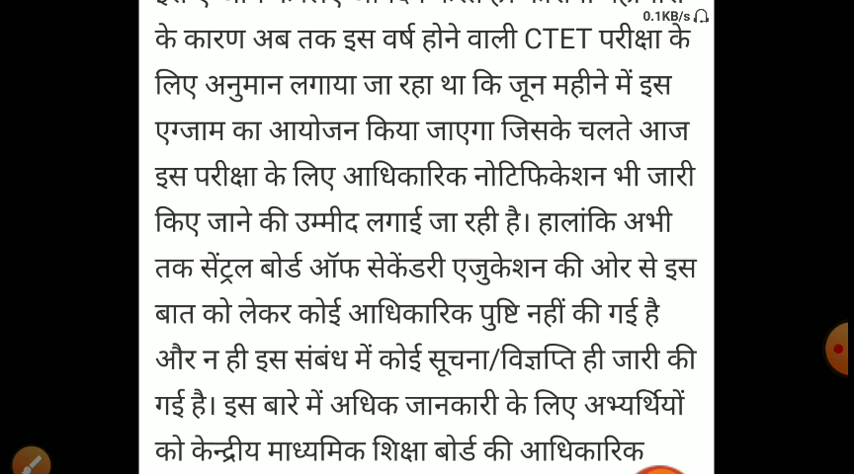 0.1KB/s
के कारण अब तक इस वर्ष होने वाली CTET परीक्षा के
लिए अनुमान लगाया जा रहा था कि जून महीने में इस
एग्जाम का आयोजन किया जाएगा जिसके चलते आज
इस परीक्षा के लिए आधिकारिक नोटिफिकेशन भी जारी
किए जाने की उम्मीद लगाई जा रही है। हालांकि अभी
तक सेंट्रल बोर्ड ऑफ सेकेंडरी एजुकेशन की ओर से इस
बात को लेकर कोई आधिकारिक पुष्टि नहीं की गई है
और न ही इस संबंध में कोई सूचना/विज्ञप्ति ही जारी की
गई है। इस बारे में अधिक जानकारी के लिए अभ्यर्थियों
को केन्द्रीय माध्यमिक शिक्षा बोर्ड की आधिकारिक